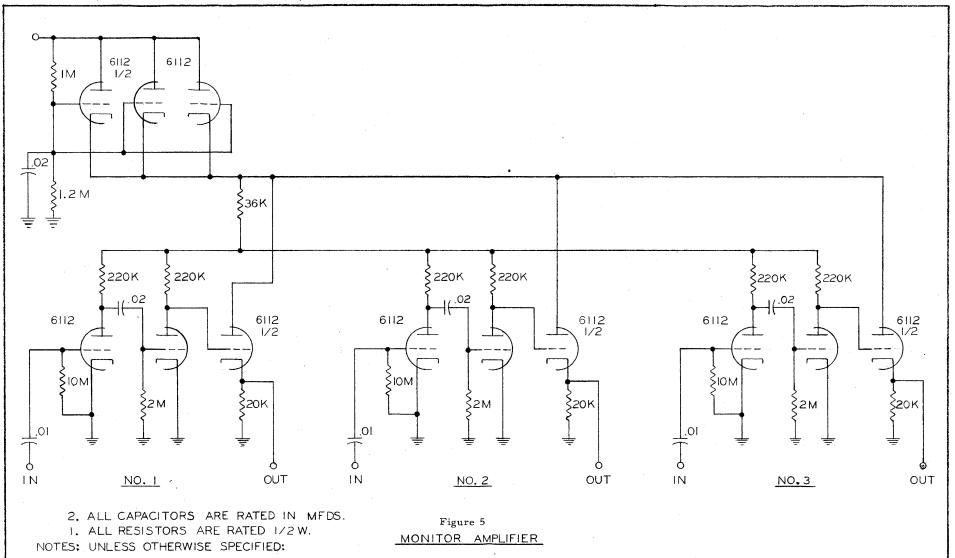 6112
1/2
6112
1M
.02
1.2M
36K
220K
220K
220K
220K
220K
220K
.02
.02
.02
6112
6112
1/2
6112
6112
1/2
6112
6112
1/2
10M
2M
20K
10M
2M
20K
10M
2M
20K
.01
.01
.01
IN
NO. 1
OUT
IN
NO. 2
OUT
IN
NO. 3
OUT
2. ALL CAPACITORS ARE RATED IN MFDS.
1. ALL RESISTORS ARE RATED 1/2 W.
NOTES: UNLESS OTHERWISE SPECIFIED:
Figure 5
MONITOR AMPLIFIER